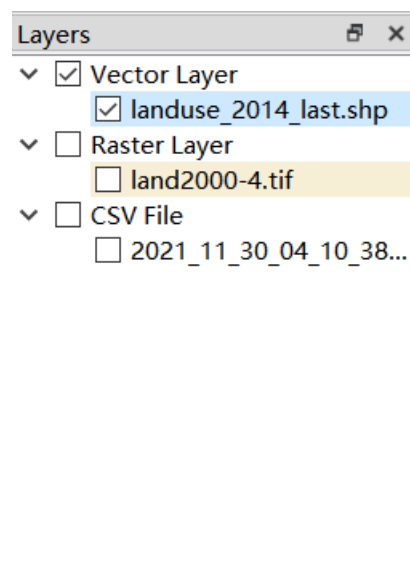 Layers
Vector Layer
landuse_2014_last.shp
Raster Layer
land2000-4.tif
CSV File
2021_11_30_04_10_38...